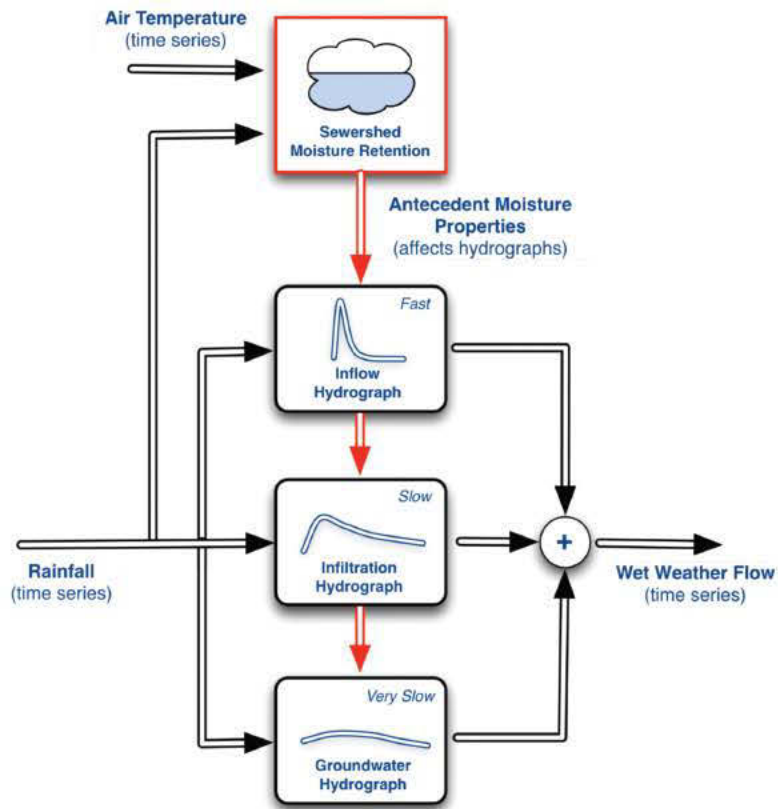 Air Temperature
(time series)
Sewershed
Moisture Retention
Antecedent Moisture
Properties
(affects hydrographs)
Fast
Inflow
Hydrograph
Slow
Infiltration
Hydrograph
+
Rainfall
(time series)
Wet Weather Flow
(time series)
Very Slow
Groundwater
Hydrograph